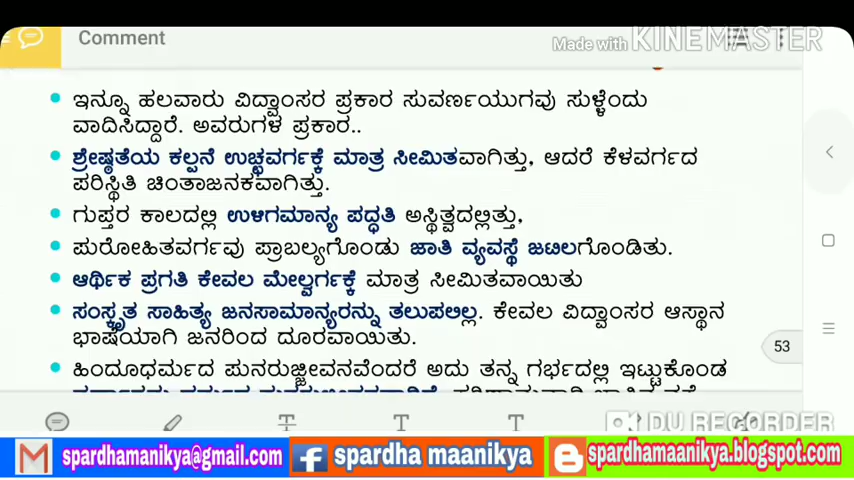 Comment
Made with KINEMASTER
ಇನ್ನೂ ಹಲವಾರು ವಿದ್ವಾಂಸರ ಪ್ರಕಾರ ಸುವರ್ಣಯುಗವು ಸುಳ್ಳೆಂದು
ವಾದಿಸಿದ್ದಾರೆ. ಅವರುಗಳ ಪ್ರಕಾರ..
ಶ್ರೇಷ್ಠತೆಯ ಕಲ್ಪನೆ ಉಚ್ಛವರ್ಗಕ್ಕೆ ಮಾತ್ರ ಸೀಮಿತವಾಗಿತ್ತು, ಆದರೆ ಕೆಳವರ್ಗದ
ಪರಿಸ್ಥಿತಿ ಚಿಂತಾಜನಕವಾಗಿತ್ತು.
ಗುಪ್ತರ ಕಾಲದಲ್ಲಿ ಉಳಿಗಮಾನ್ಯ ಪದ್ಧತಿ ಅಸ್ಥಿತ್ವದಲ್ಲಿತ್ತು,
ಪುರೋಹಿತವರ್ಗವು ಪ್ರಾಬಲ್ಯಗೊಂಡು ಜಾತಿ ವ್ಯವಸ್ಥೆ ಜಟಿಲಗೊಂಡಿತು.
ಆರ್ಥಿಕ ಪ್ರಗತಿ ಕೇವಲ ಮೇಲ್ವರ್ಗಕ್ಕೆ ಮಾತ್ರ ಸೀಮಿತವಾಯಿತು
ಸಂಸ್ಕೃತ ಸಾಹಿತ್ಯ ಜನಸಾಮಾನ್ಯರನ್ನು ತಲುಪಲಿಲ್ಲ. ಕೇವಲ ವಿದ್ವಾಂಸರ ಆಸ್ಥಾನ
ಭಾಷೆಯಾಗಿ ಜನರಿಂದ ದೂರವಾಯಿತು.
53
ಹಿಂದೂಧರ್ಮದ ಪುನರುಜ್ಜೀವನವೆಂದರೆ ಅದು ತನ್ನ ಗರ್ಭದಲ್ಲಿ ಇಟ್ಟುಕೊಂಡ
DU RECORDER
spardhamanikya@gmail.com
spardha maanikya
spardhamaanikya.blogspot.com